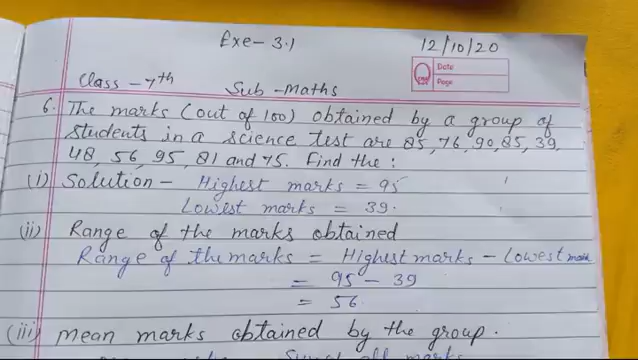 Exe - 3.1
12/10/20
Date
Page
Class - 7th
Sub - Maths
6. The marks (out of 100) obtained by a group of
students in a science test are 85, 76, 90, 85, 39,
48, 56, 95, 81 and 75. Find the :
(i) Solution - Highest marks = 95
Lowest marks = 39.
(ii) Range of the marks obtained
Range of the marks = Highest marks - Lowest
= 95 - 39
= 56.
(iii) Mean marks obtained by the group.